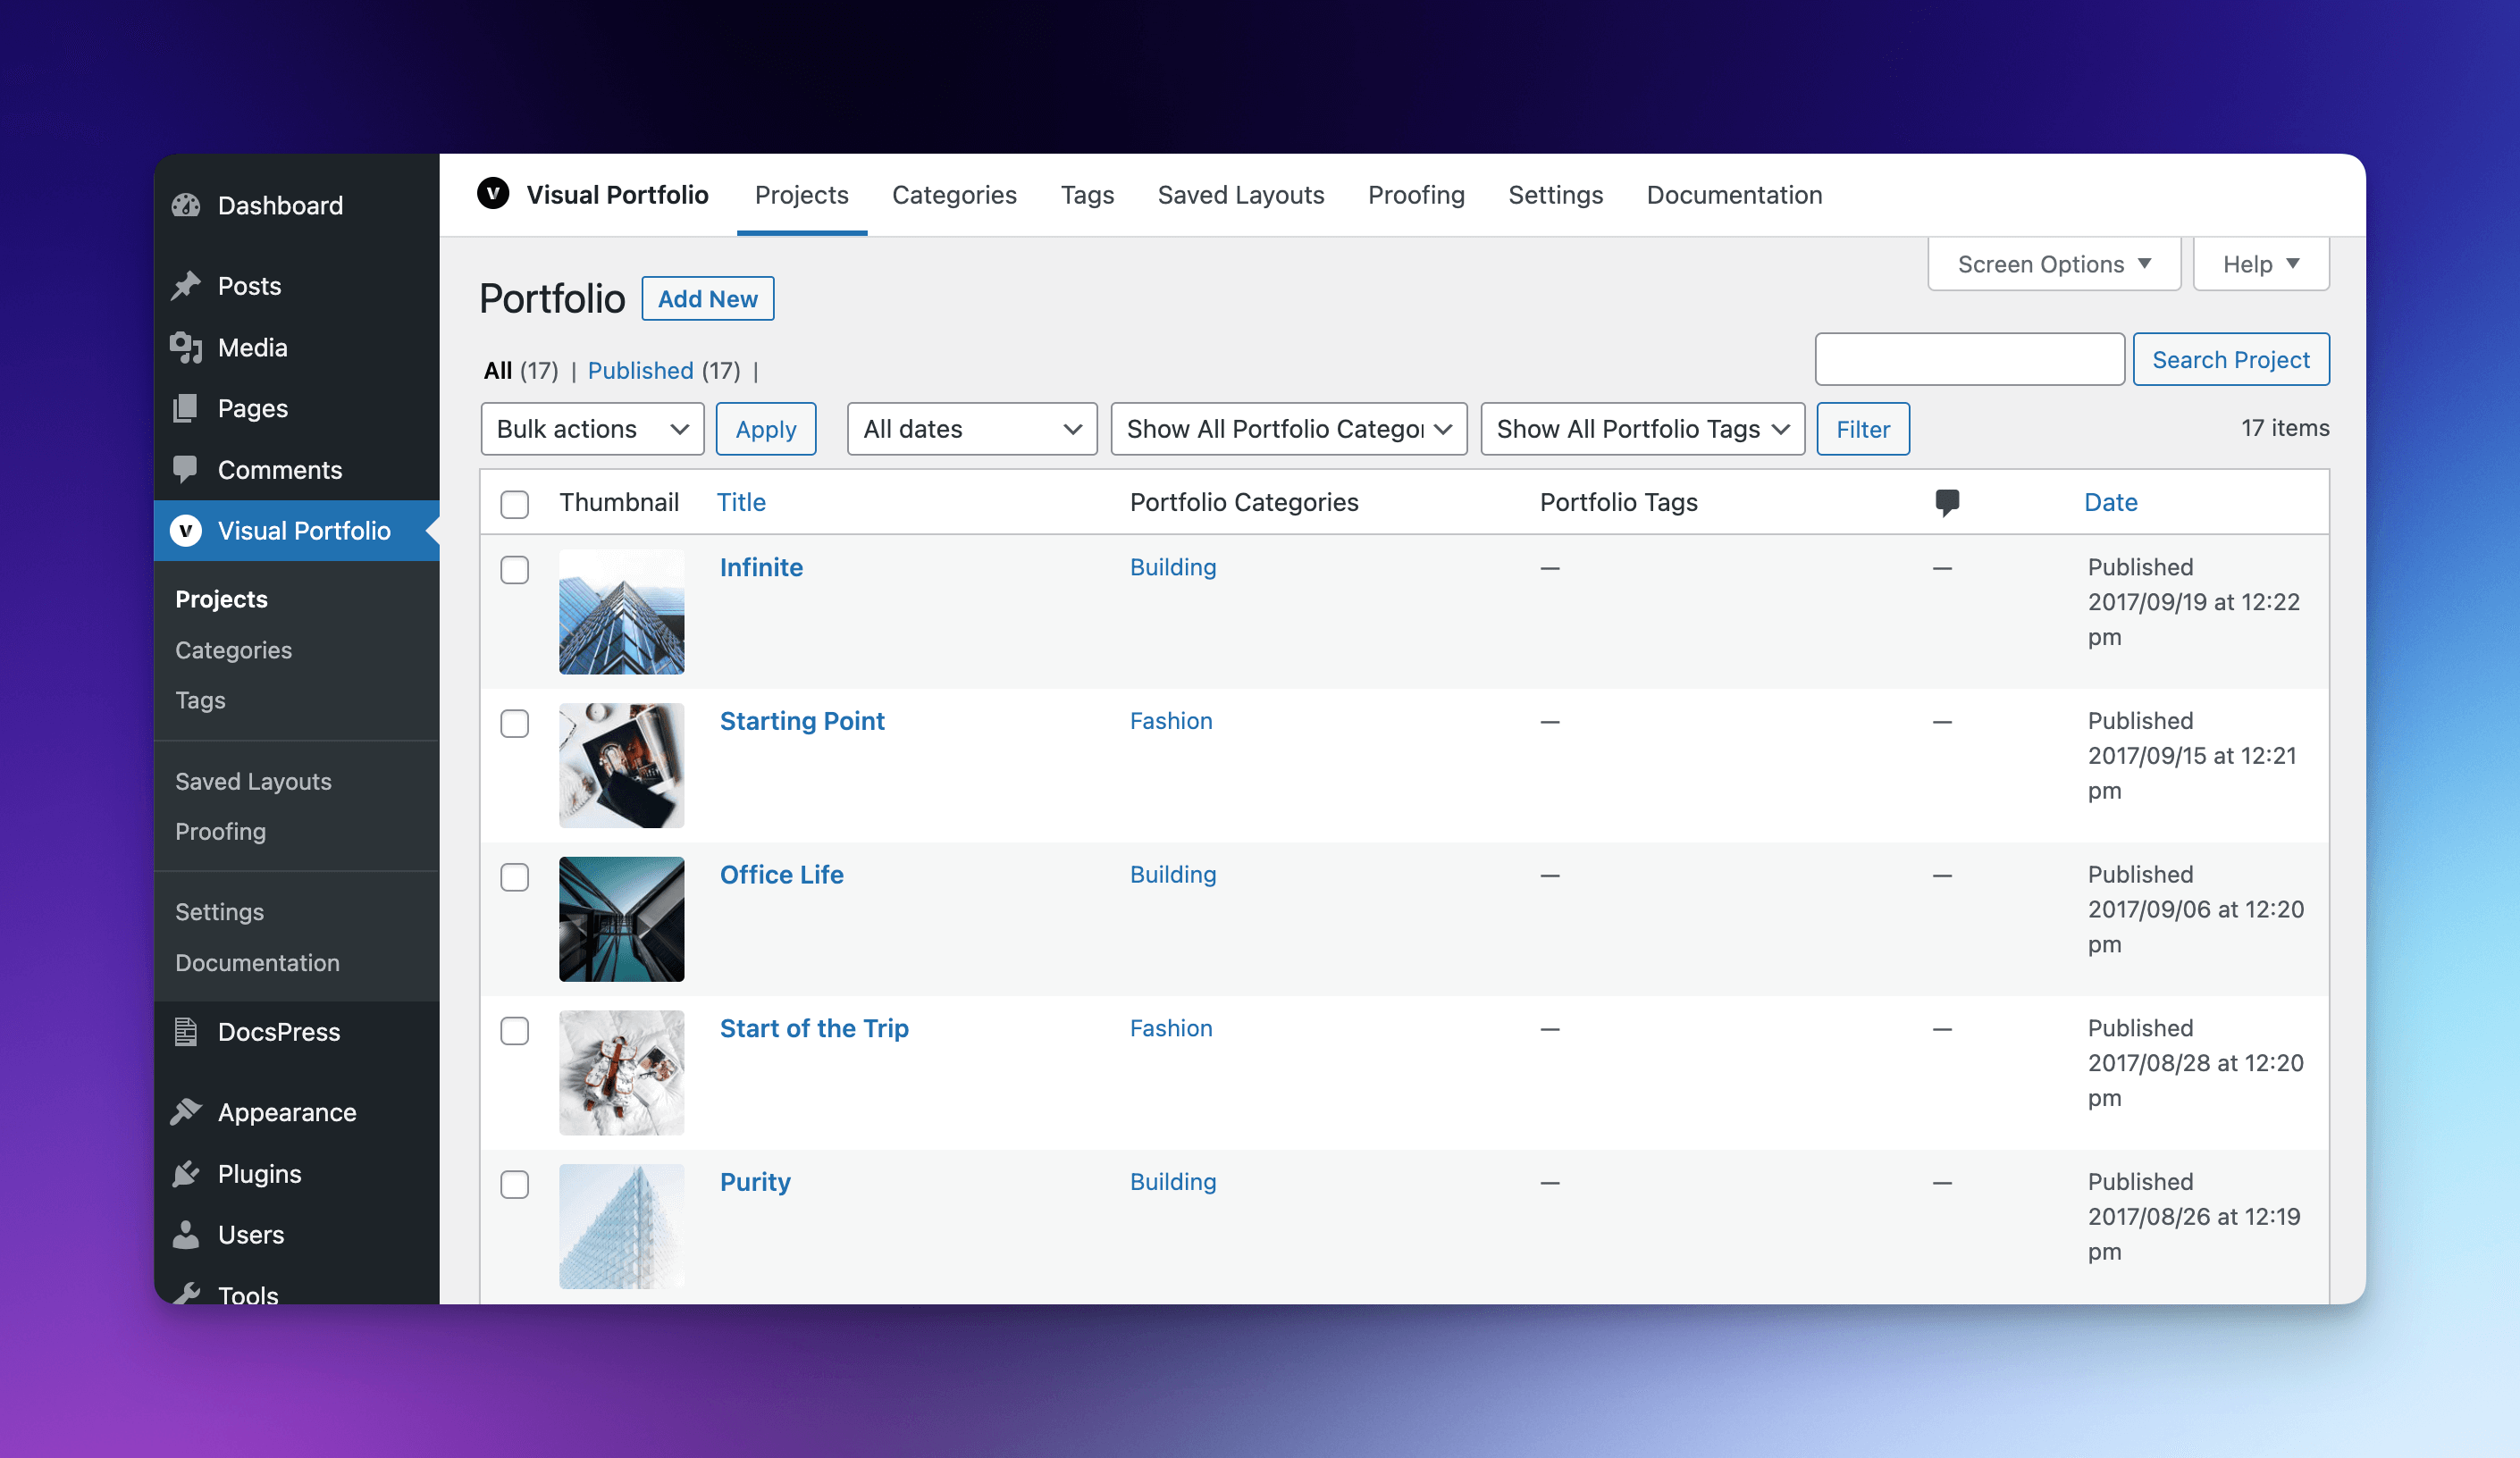 Dashboard
Posts
Media
Pages
Comments
Visual Portfolio
Projects
Categories
Tags
Saved Layouts
Proofing
Settings
Documentation
DocsPress
Appearance
Plugins
Users
Tools
Visual Portfolio Projects Categories Tags Saved Layouts Proofing Settings Documentation
Screen Options ▼ Help ▼
Portfolio Add New
All (17) | Published (17) |
Search Project
Bulk actions Apply All dates Show All Portfolio Categor Show All Portfolio Tags Filter 17 items
Thumbnail Title Portfolio Categories Portfolio Tags Date
Infinite Building — — Published
2017/09/19 at 12:22
pm
Starting Point Fashion — — Published
2017/09/15 at 12:21
pm
Office Life Building — — Published
2017/09/06 at 12:20
pm
Start of the Trip Fashion — — Published
2017/08/28 at 12:20
pm
Purity Building — — Published
2017/08/26 at 12:19
pm